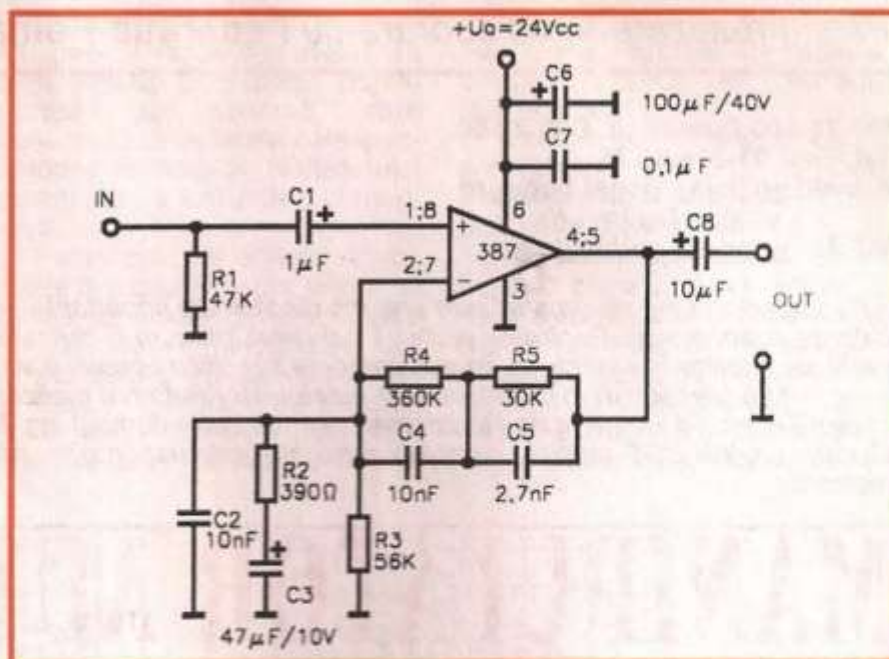 +Ua=24Vcc
C6
+
100µF/40V
C7
0,1µF
IN
C1
+
1µF
R1
47K
1;8
+
6
387
4;5
2;7
−
3
C8
+
10µF
OUT
R4
360K
R5
30K
C4
10nF
C5
2.7nF
R2
390Ω
C2
10nF
+
C3
47µF/10V
R3
56K